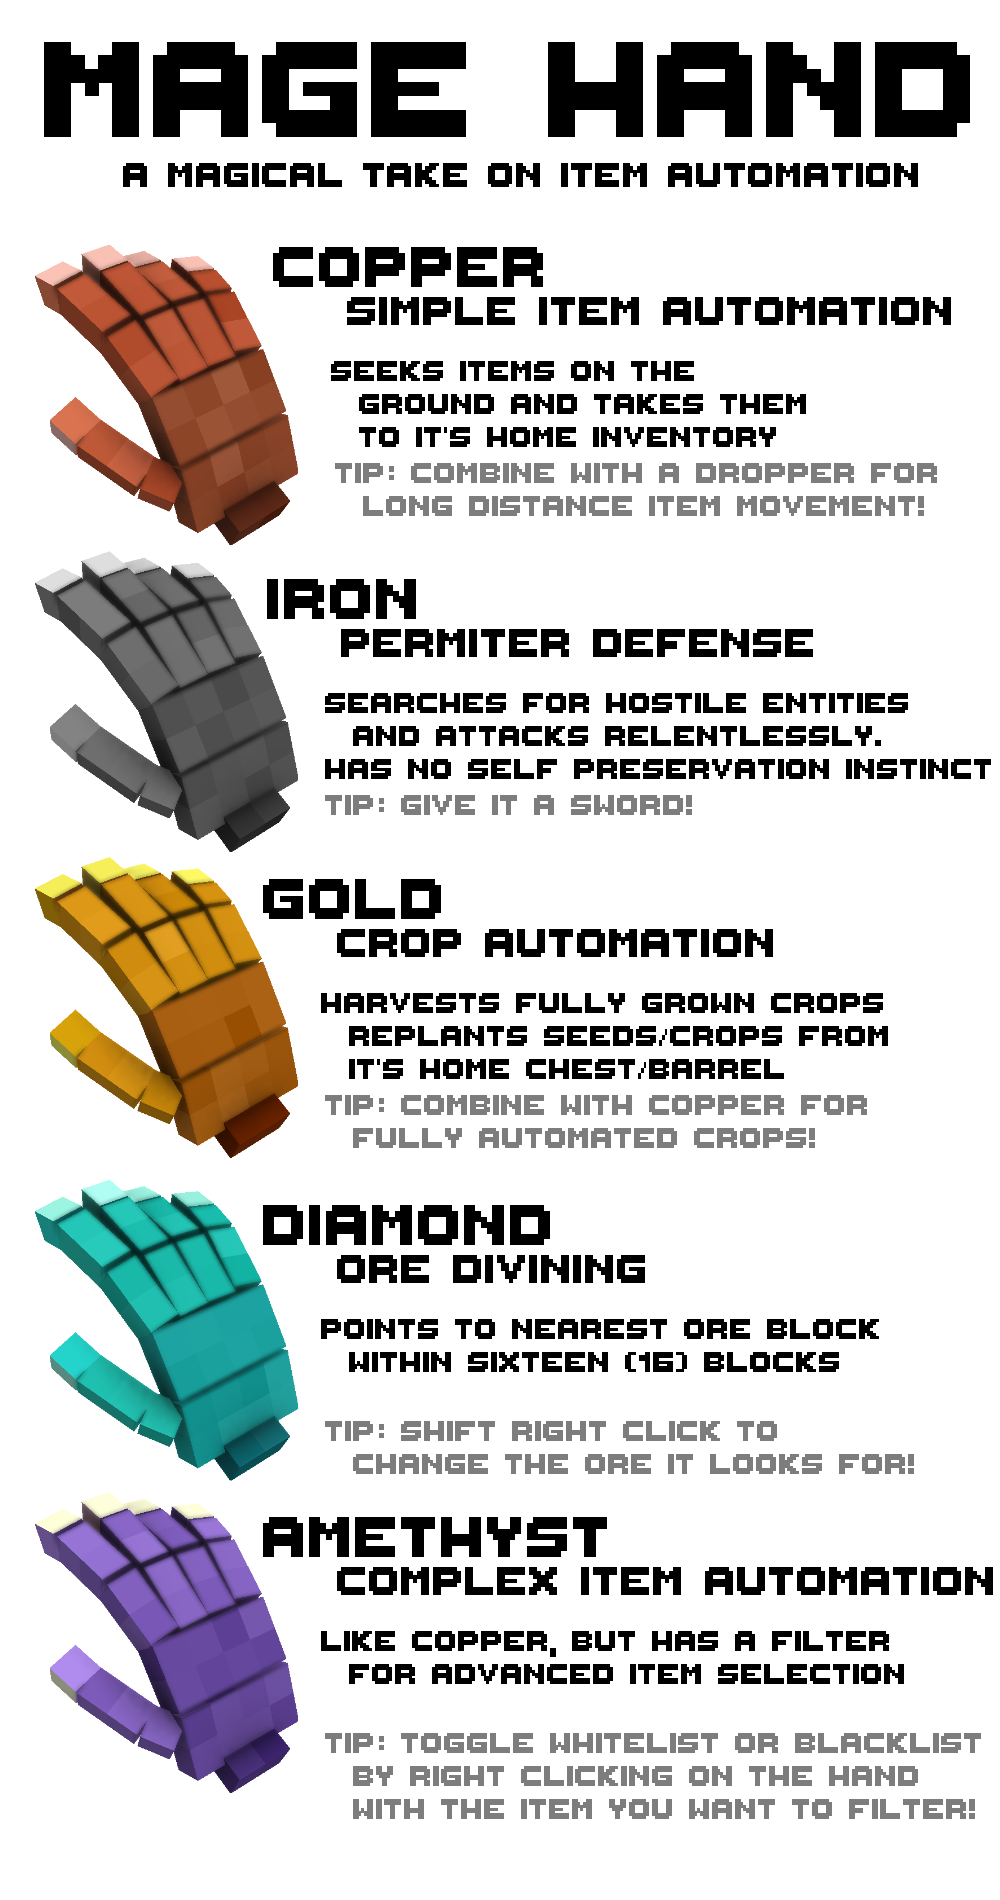 MAGE HAND
A MAGICAL TAKE ON ITEM AUTOMATION
COPPER
SIMPLE ITEM AUTOMATION
SEEKS ITEMS ON THE
GROUND AND TAKES THEM
TO IT'S HOME INVENTORY
TIP: COMBINE WITH A DROPPER FOR
LONG DISTANCE ITEM MOVEMENT!
IRON
PERMITER DEFENSE
SEARCHES FOR HOSTILE ENTITIES
AND ATTACKS RELENTLESSLY.
HAS NO SELF PRESERVATION INSTINCT
TIP: GIVE IT A SWORD!
GOLD
CROP AUTOMATION
HARVESTS FULLY GROWN CROPS
REPLANTS SEEDS/CROPS FROM
IT'S HOME CHEST/BARREL
TIP: COMBINE WITH COPPER FOR
FULLY AUTOMATED CROPS!
DIAMOND
ORE DIVINING
POINTS TO NEAREST ORE BLOCK
WITHIN SIXTEEN (16) BLOCKS
TIP: SHIFT RIGHT CLICK TO
CHANGE THE ORE IT LOOKS FOR!
AMETHYST
COMPLEX ITEM AUTOMATION
LIKE COPPER, BUT HAS A FILTER
FOR ADVANCED ITEM SELECTION
TIP: TOGGLE WHITELIST OR BLACKLIST
BY RIGHT CLICKING ON THE HAND
WITH THE ITEM YOU WANT TO FILTER!